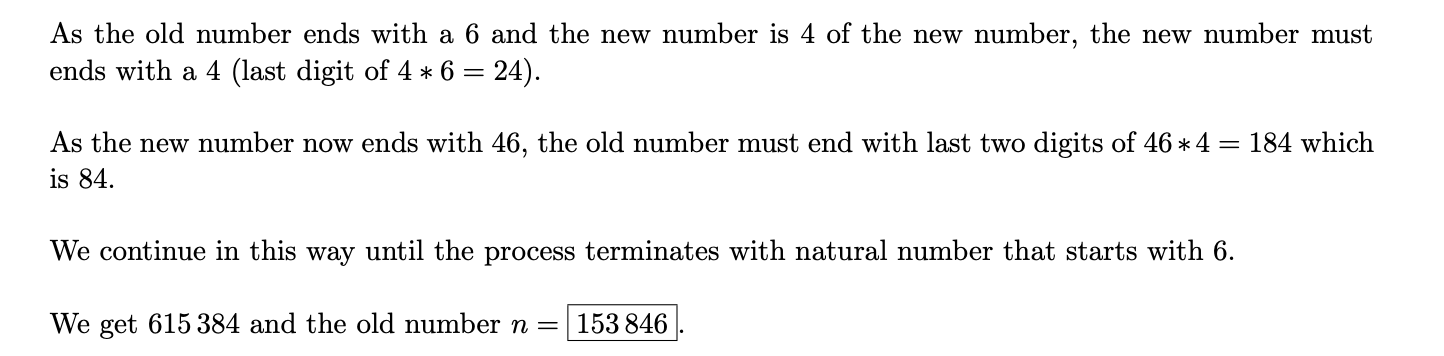 As the old number ends with a 6 and the new number is 4 of the new number, the new number must
ends with a 4 (last digit of 4 ∗ 6 = 24).
As the new number now ends with 46, the old number must end with last two digits of 46 ∗ 4 = 184 which
is 84.
We continue in this way until the process terminates with natural number that starts with 6.
We get 615 384 and the old number n = 153 846.